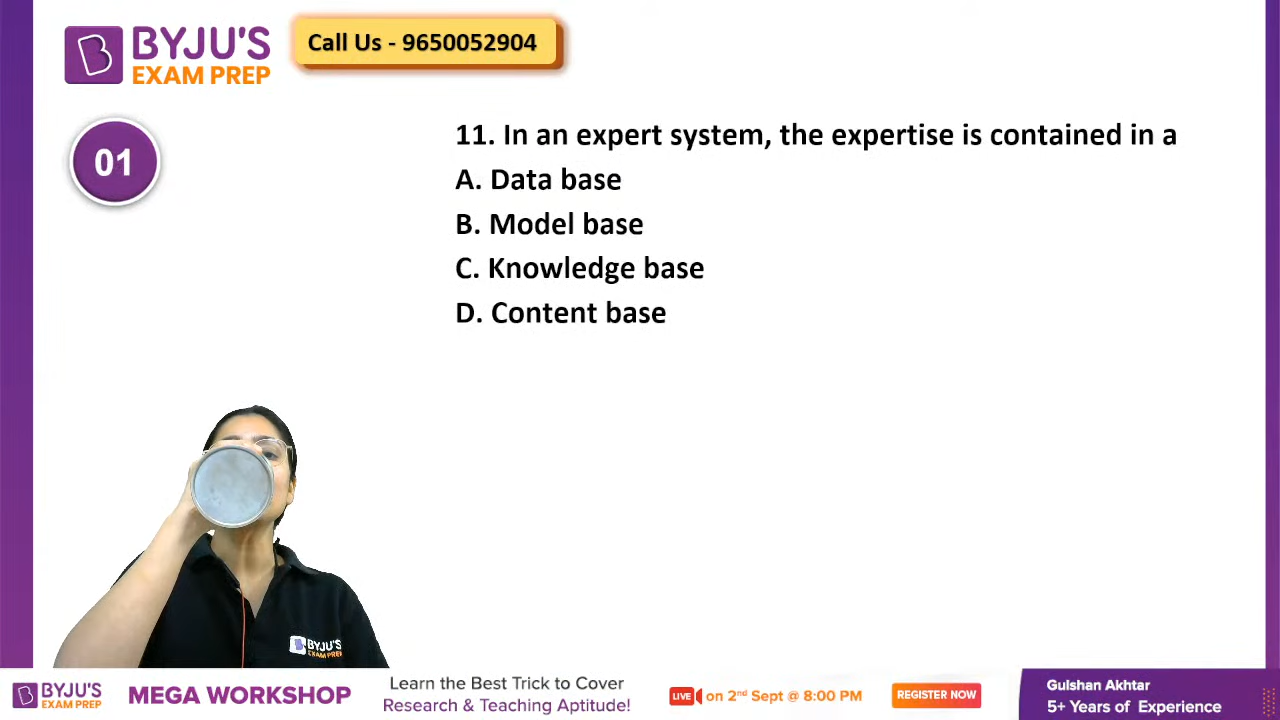 BYJU'S
EXAM PREP
Call Us - 9650052904
01
11. In an expert system, the expertise is contained in a
A. Data base
B. Model base
C. Knowledge base
D. Content base
BYJU'S
EXAM PREP
BYJU'S
EXAM PREP
MEGA WORKSHOP
Learn the Best Trick to Cover
Research & Teaching Aptitude!
LIVE
on 2nd Sept @ 8:00 PM
REGISTER NOW
Gulshan Akhtar
5+ Years of Experience